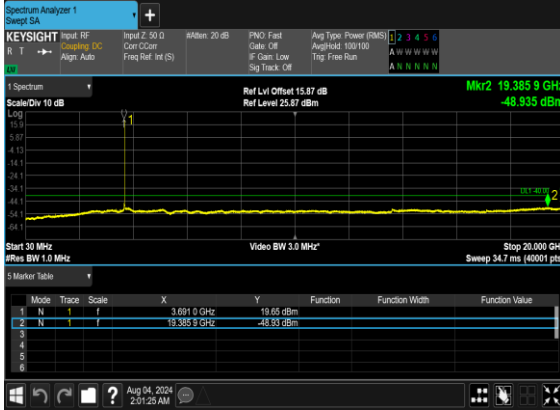 Spectrum Analyzer 1
Swept SA
+
KEYSIGHT Input: RF Input Z: 50 Ω #Atten: 20 dB PNO: Fast Avg Type: Power (RMS) 1 2 3 4 5 6
R T Coupling: DC Corr CCorr Gate: Off Avg|Hold: 100/100 A W W W W W
Align: Auto Freq Ref: Int (S) IF Gain: Low Trig: Free Run
Sig Track: Off A N N N N N
1 Spectrum Ref Lvl Offset 15.87 dB Mkr2 19.385 9 GHz
Scale/Div 10 dB Ref Level 25.87 dBm -48.935 dBm
Log
15.9
5.87
-4.13
-14.1
-24.1
-34.1
-44.1
-54.1
-64.1
1
DL1 -40.00
2
Start 30 MHz Video BW 3.0 MHz* Stop 20.000 GHz
#Res BW 1.0 MHz Sweep 34.7 ms (40001 pts)
5 Marker Table
Mode Trace Scale X Y Function Function Width Function Value
1 N 1 f 3.691 0 GHz 19.65 dBm
2 N 1 f 19.385 9 GHz -48.93 dBm
3
4
5
6
? Aug 04, 2024
2:01:25 AM